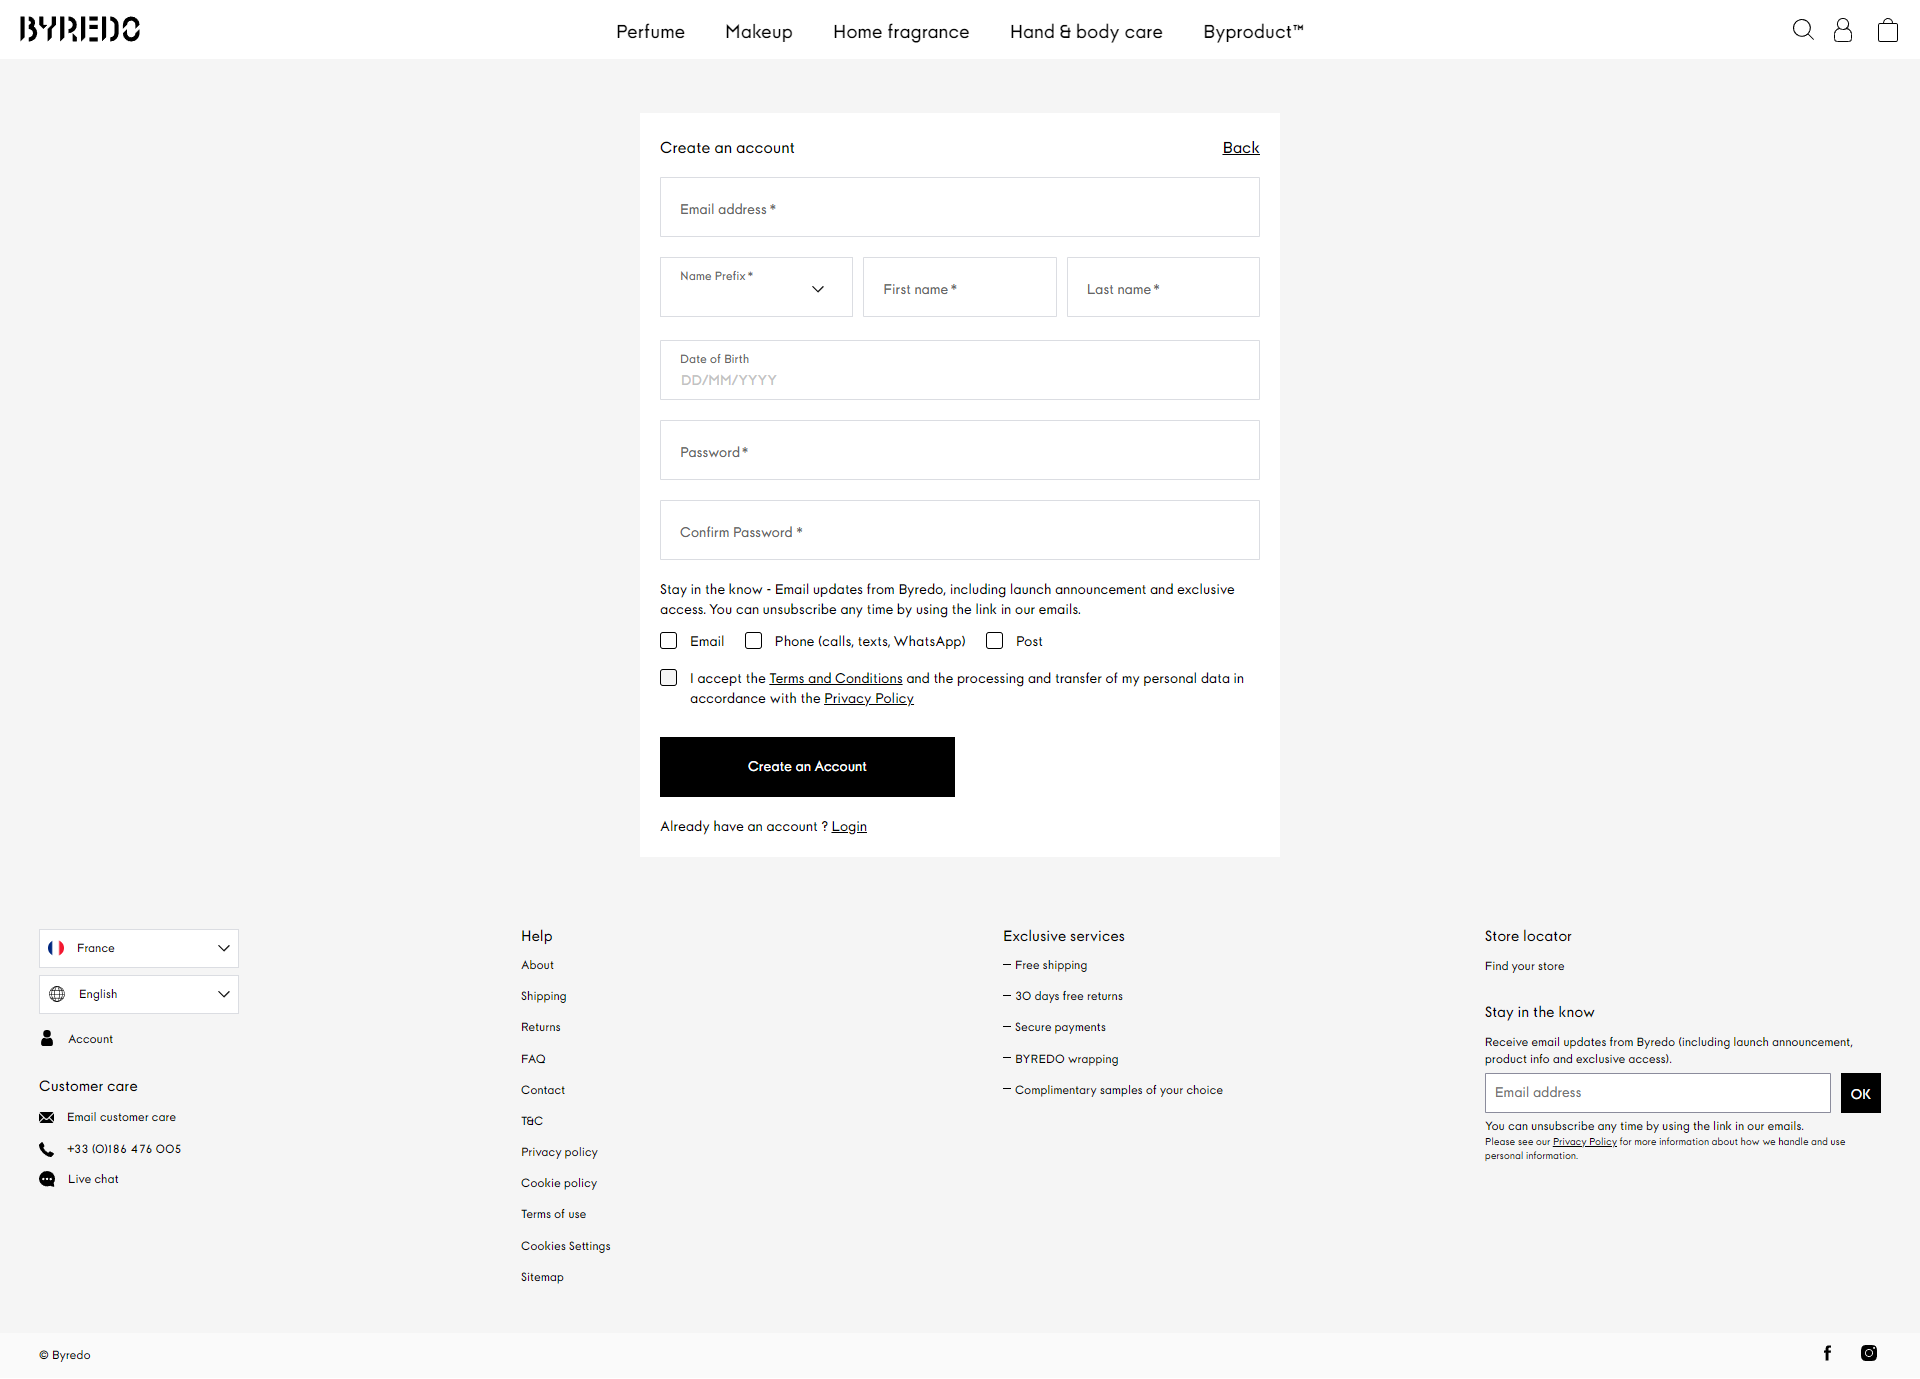 BYREDO
Perfume
Makeup
Home fragrance
Hand & body care
Byproduct™
Create an account
Back
Email address *
Name Prefix *
First name *
Last name *
Date of Birth
DD/MM/YYYY
Password *
Confirm Password *
Stay in the know - Email updates from Byredo, including launch announcement and exclusive
access. You can unsubscribe any time by using the link in our emails.
Email
Phone (calls, texts, WhatsApp)
Post
I accept the Terms and Conditions and the processing and transfer of my personal data in
accordance with the Privacy Policy
Create an Account
Already have an account ? Login
France
English
Account
Customer care
Email customer care
+33 (0)186 476 005
Live chat
Help
About
Shipping
Returns
FAQ
Contact
T&C
Privacy policy
Cookie policy
Terms of use
Cookies Settings
Sitemap
Exclusive services
— Free shipping
— 30 days free returns
— Secure payments
— BYREDO wrapping
— Complimentary samples of your choice
Store locator
Find your store
Stay in the know
Receive email updates from Byredo (including launch announcement,
product info and exclusive access).
Email address
OK
You can unsubscribe any time by using the link in our emails.
Please see our Privacy Policy for more information about how we handle and use
personal information.
© Byredo